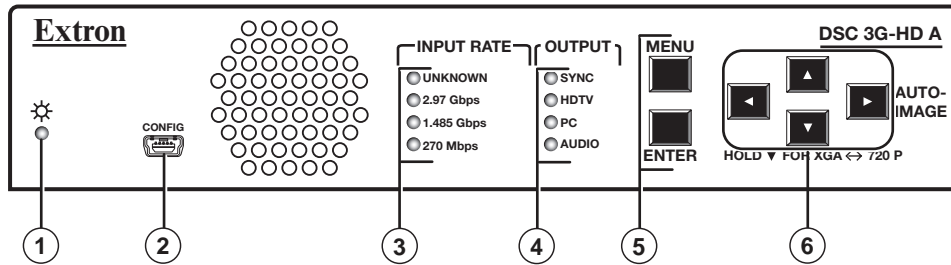 Extron
DSC 3G-HD A
INPUT RATE
UNKNOWN
2.97 Gbps
1.485 Gbps
270 Mbps
OUTPUT
SYNC
HDTV
PC
AUDIO
MENU
ENTER
CONFIG
AUTO-
IMAGE
HOLD ▼ FOR XGA ↔ 720 P
1
2
3
4
5
6